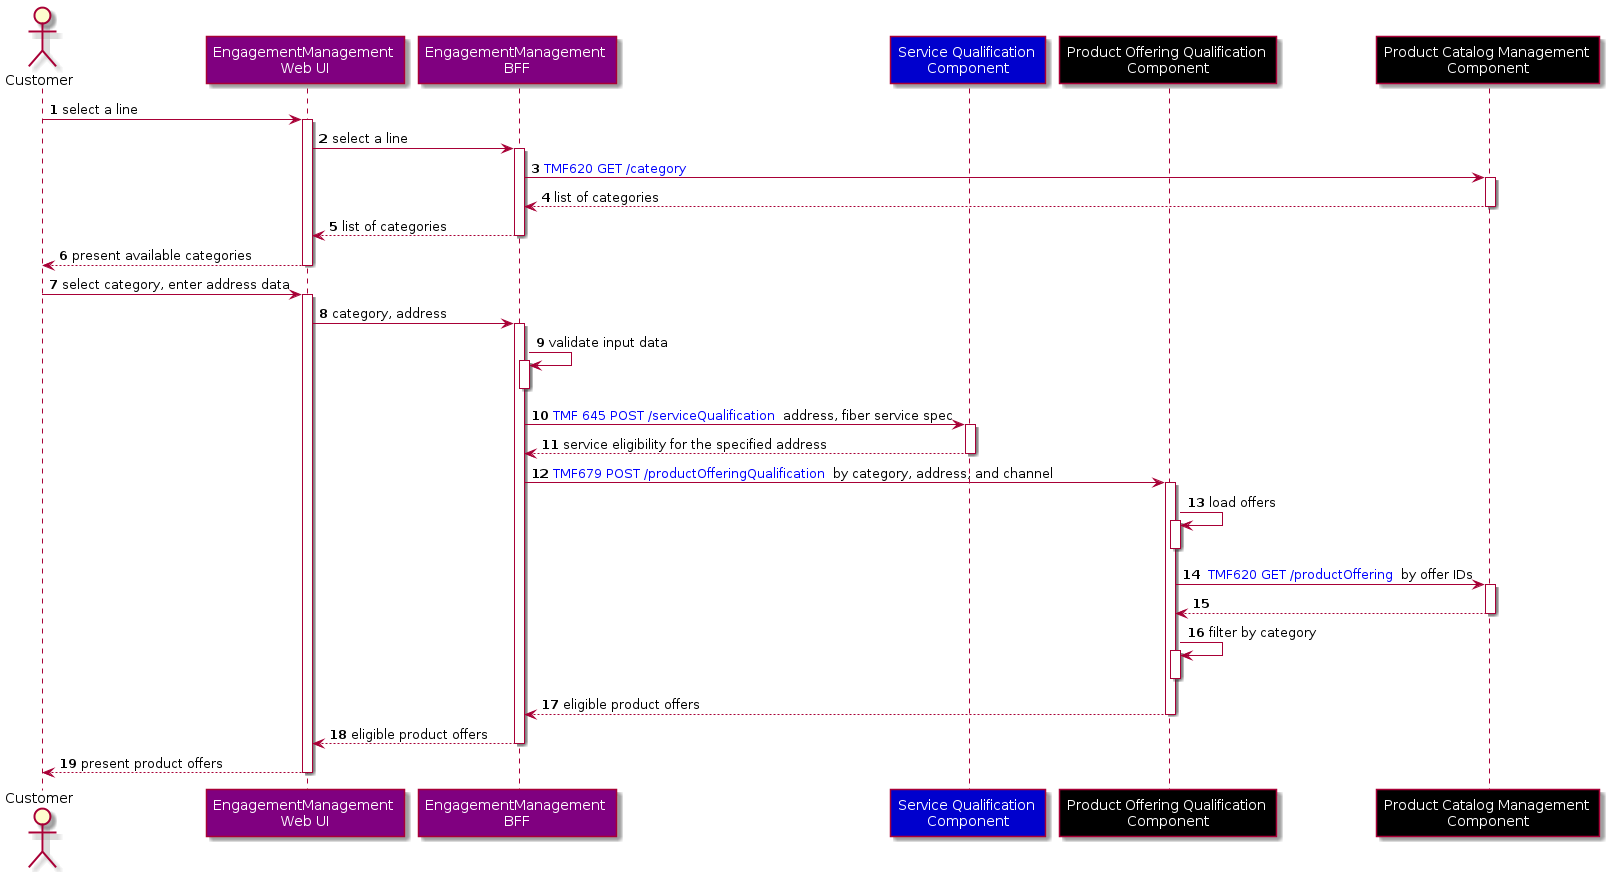 Customer
EngagementManagement
Web UI
EngagementManagement
BFF
Service Qualification
Component
Product Offering Qualification
Component
Product Catalog Management
Component
1 select a line
2 select a line
3 TMF620 GET /category
4 list of categories
5 list of categories
6 present available categories
7 select category, enter address data
8 category, address
9 validate input data
10 TMF 645 POST /serviceQualification address, fiber service spec
11 service eligibility for the specified address
12 TMF679 POST /productOfferingQualification by category, address, and channel
13 load offers
14 TMF620 GET /productOffering by offer IDs
15
16 filter by category
17 eligible product offers
18 eligible product offers
19 present product offers
Customer
EngagementManagement
Web UI
EngagementManagement
BFF
Service Qualification
Component
Product Offering Qualification
Component
Product Catalog Management
Component